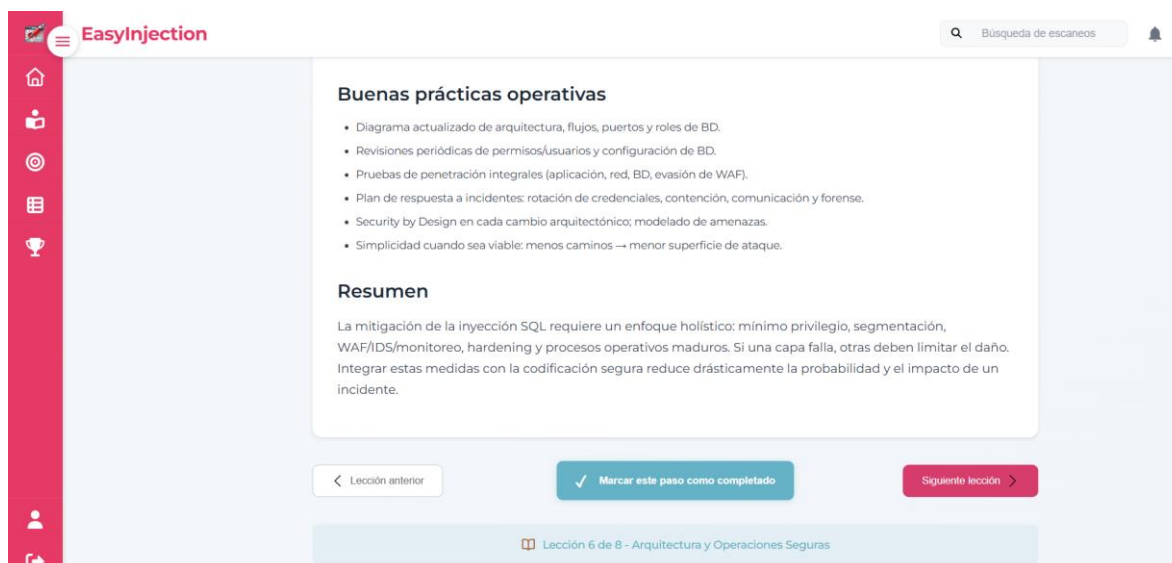 EasyInjection
Búsqueda de escaneos
Buenas prácticas operativas
• Diagrama actualizado de arquitectura, flujos, puertos y roles de BD.
• Revisiones periódicas de permisos/usuarios y configuración de BD.
• Pruebas de penetración integrales (aplicación, red, BD, evasión de WAF).
• Plan de respuesta a incidentes: rotación de credenciales, contención, comunicación y forense.
• Security by Design en cada cambio arquitectónico; modelado de amenazas.
• Simplicidad cuando sea viable: menos caminos → menor superficie de ataque.
Resumen
La mitigación de la inyección SQL requiere un enfoque holístico: mínimo privilegio, segmentación,
WAF/IDS/monitoreo, hardening y procesos operativos maduros. Si una capa falla, otras deben limitar el daño.
Integrar estas medidas con la codificación segura reduce drásticamente la probabilidad y el impacto de un
incidente.
Lección anterior
Marcar este paso como completado
Siguiente lección
Lección 6 de 8 - Arquitectura y Operaciones Seguras